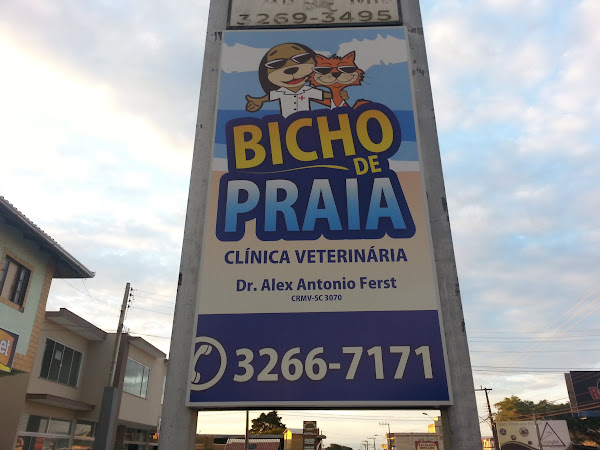 3269-3495
BICHO
DE
PRAIA
CLÍNICA VETERINÁRIA
Dr. Alex Antonio Ferst
CRMV-SC 3070
3266-7171